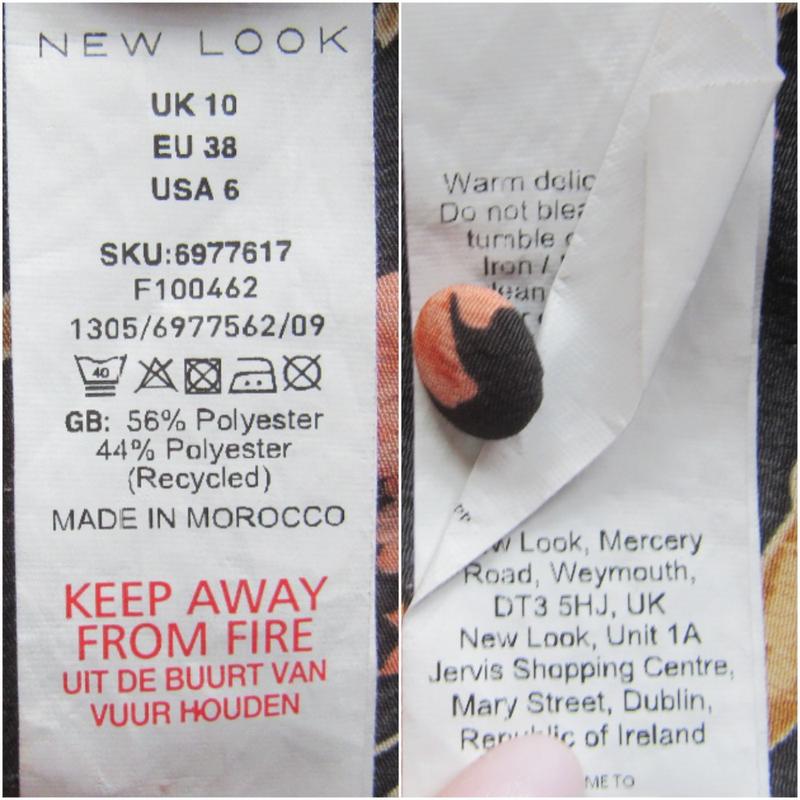 NEW LOOK
UK 10
EU 38
USA 6
SKU:6977617
F100462
1305/6977562/09
40
GB: 56% Polyester
44% Polyester
(Recycled)
MADE IN MOROCCO
KEEP AWAY
FROM FIRE
UIT DE BUURT VAN
VUUR HOUDEN
Warm
Do not
tumble
Iron /
Look, Mercery
Road, Weymouth,
DT3 5HJ, UK
New Look, Unit 1A
Jervis Shopping Centre,
Mary Street, Dublin,
Republic of Ireland
TO